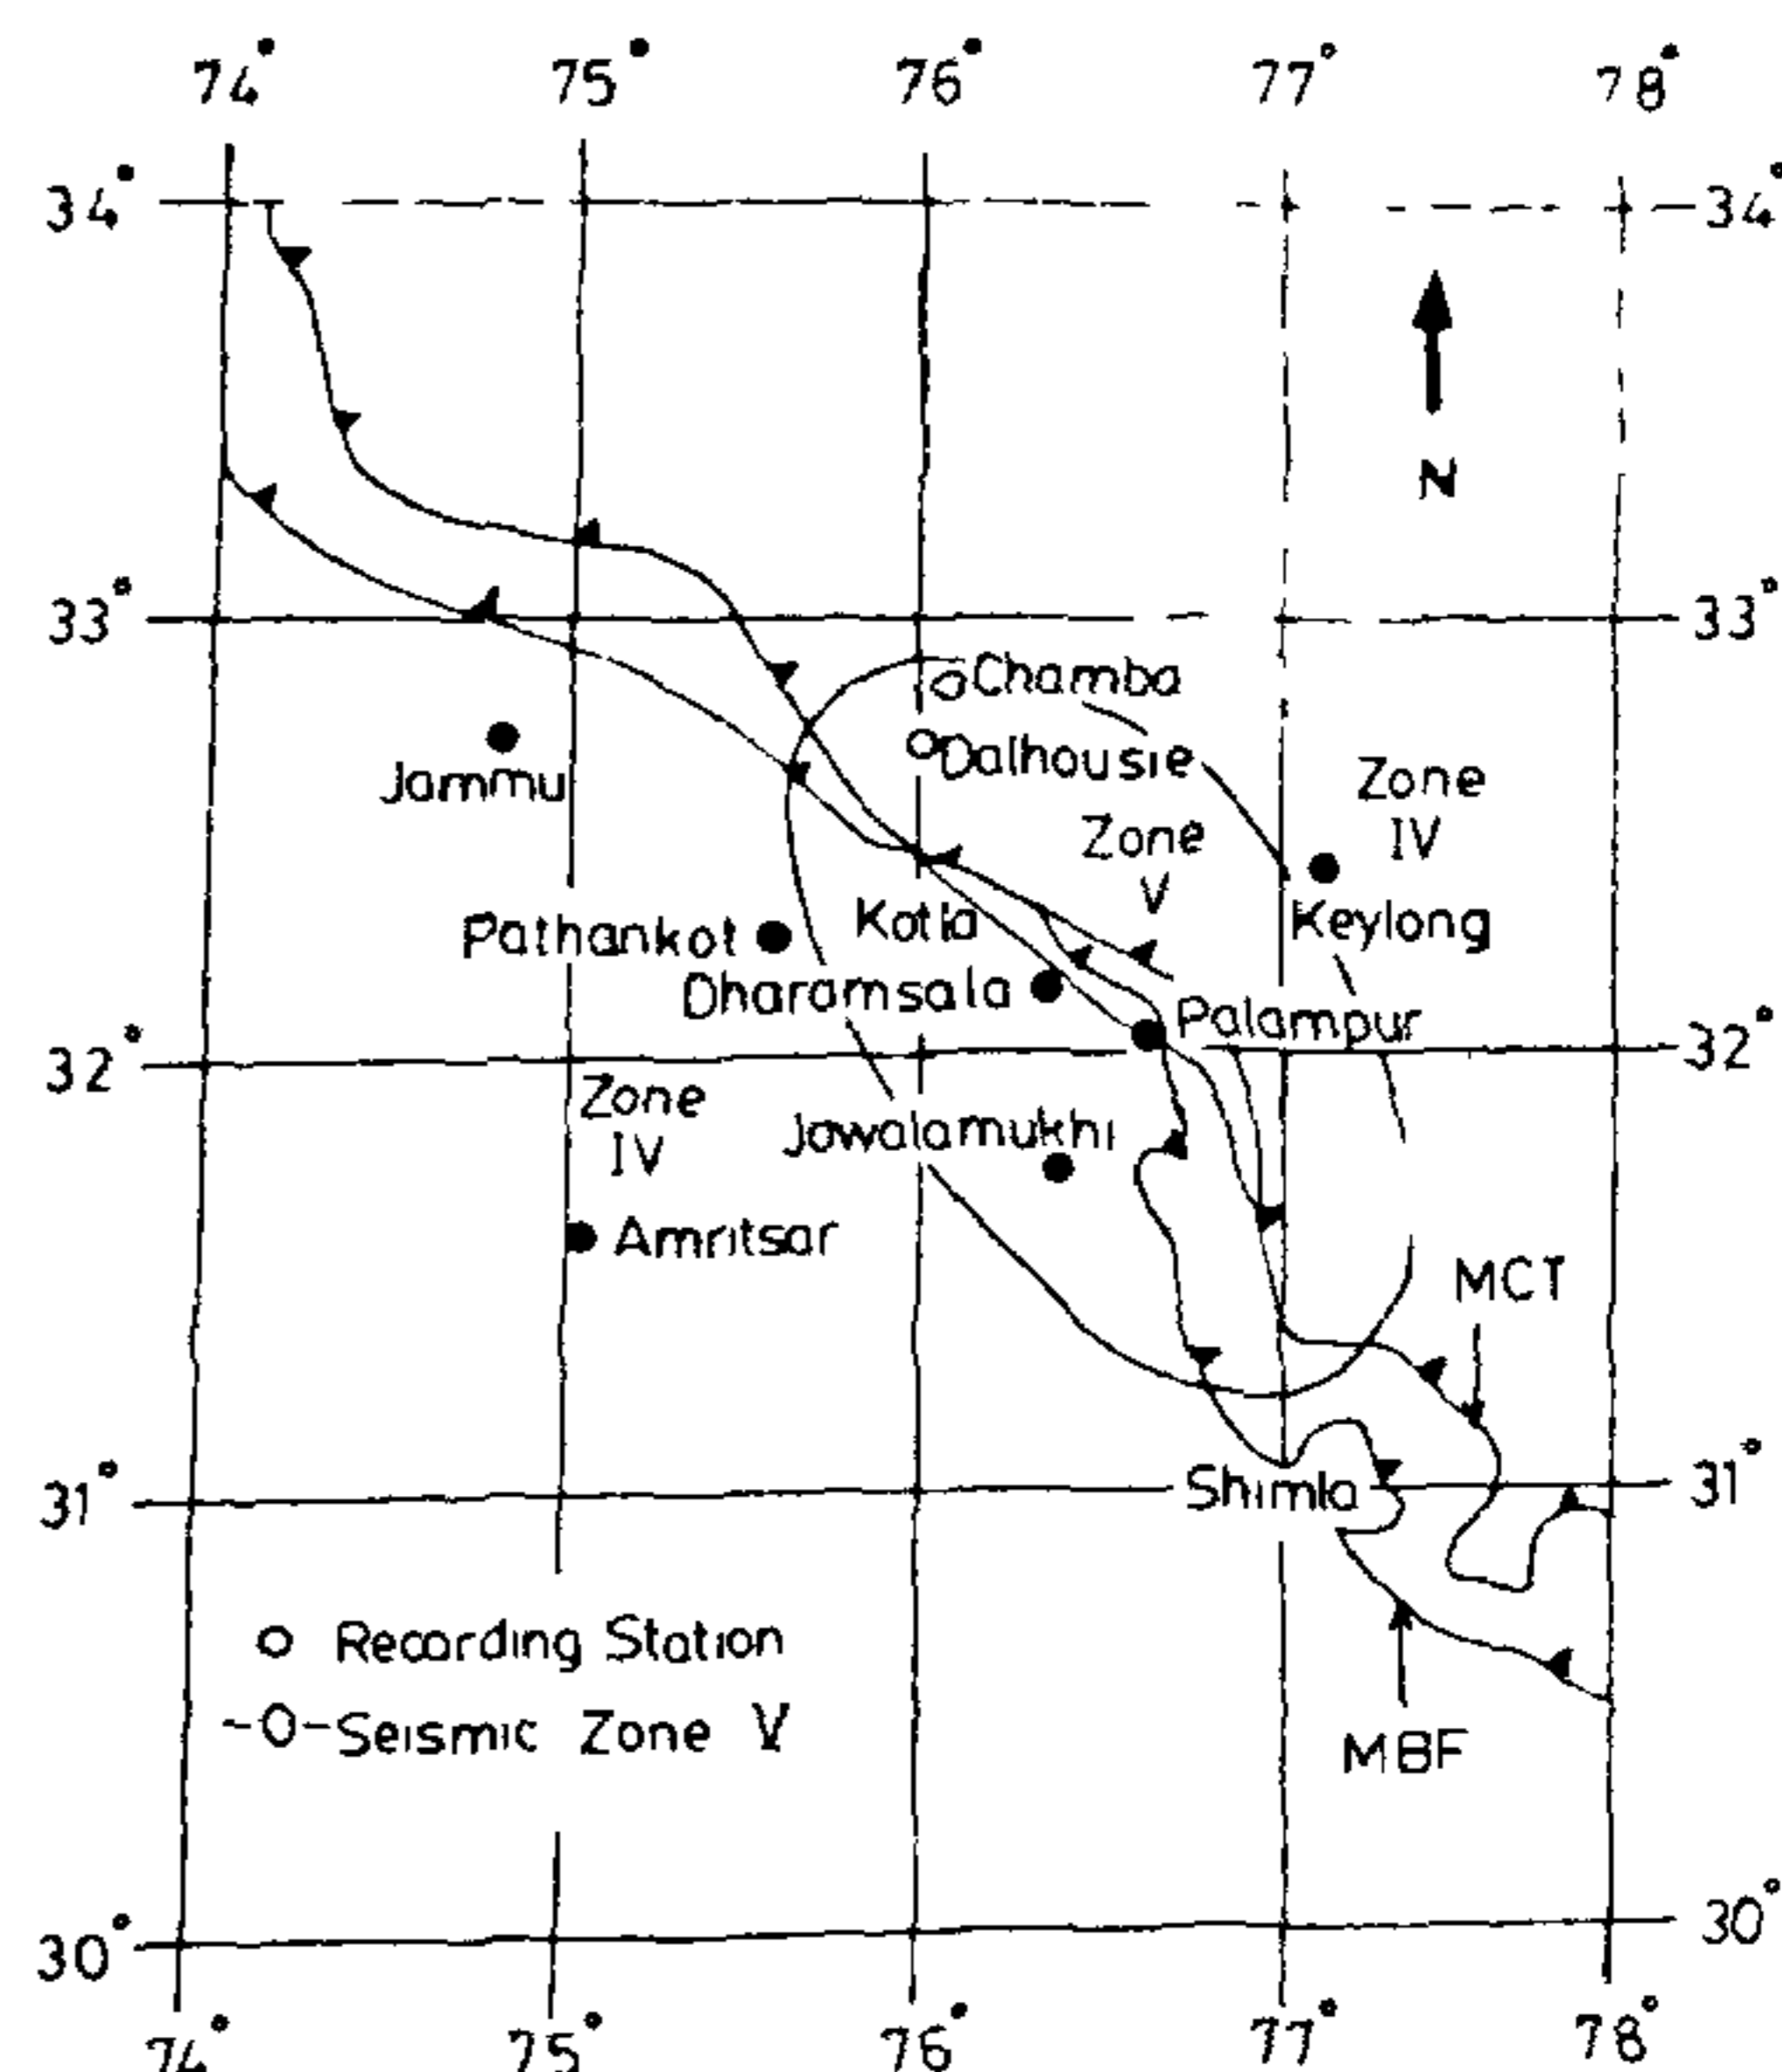 74° 75° 76° 77° 78°
34° 34°
N
33° 33°
Chamba
Dalhousie
Jammu
Zone
IV
Zone
V
Keylong
Kotla
Pathankot
Dharamsala
Palampur
32° 32°
Zone
IV
Jawalamukhi
Amritsar
MCT
Shimla
31° 31°
Recording Station
Seismic Zone V
MBF
30° 30°
74° 75° 76° 77° 78°